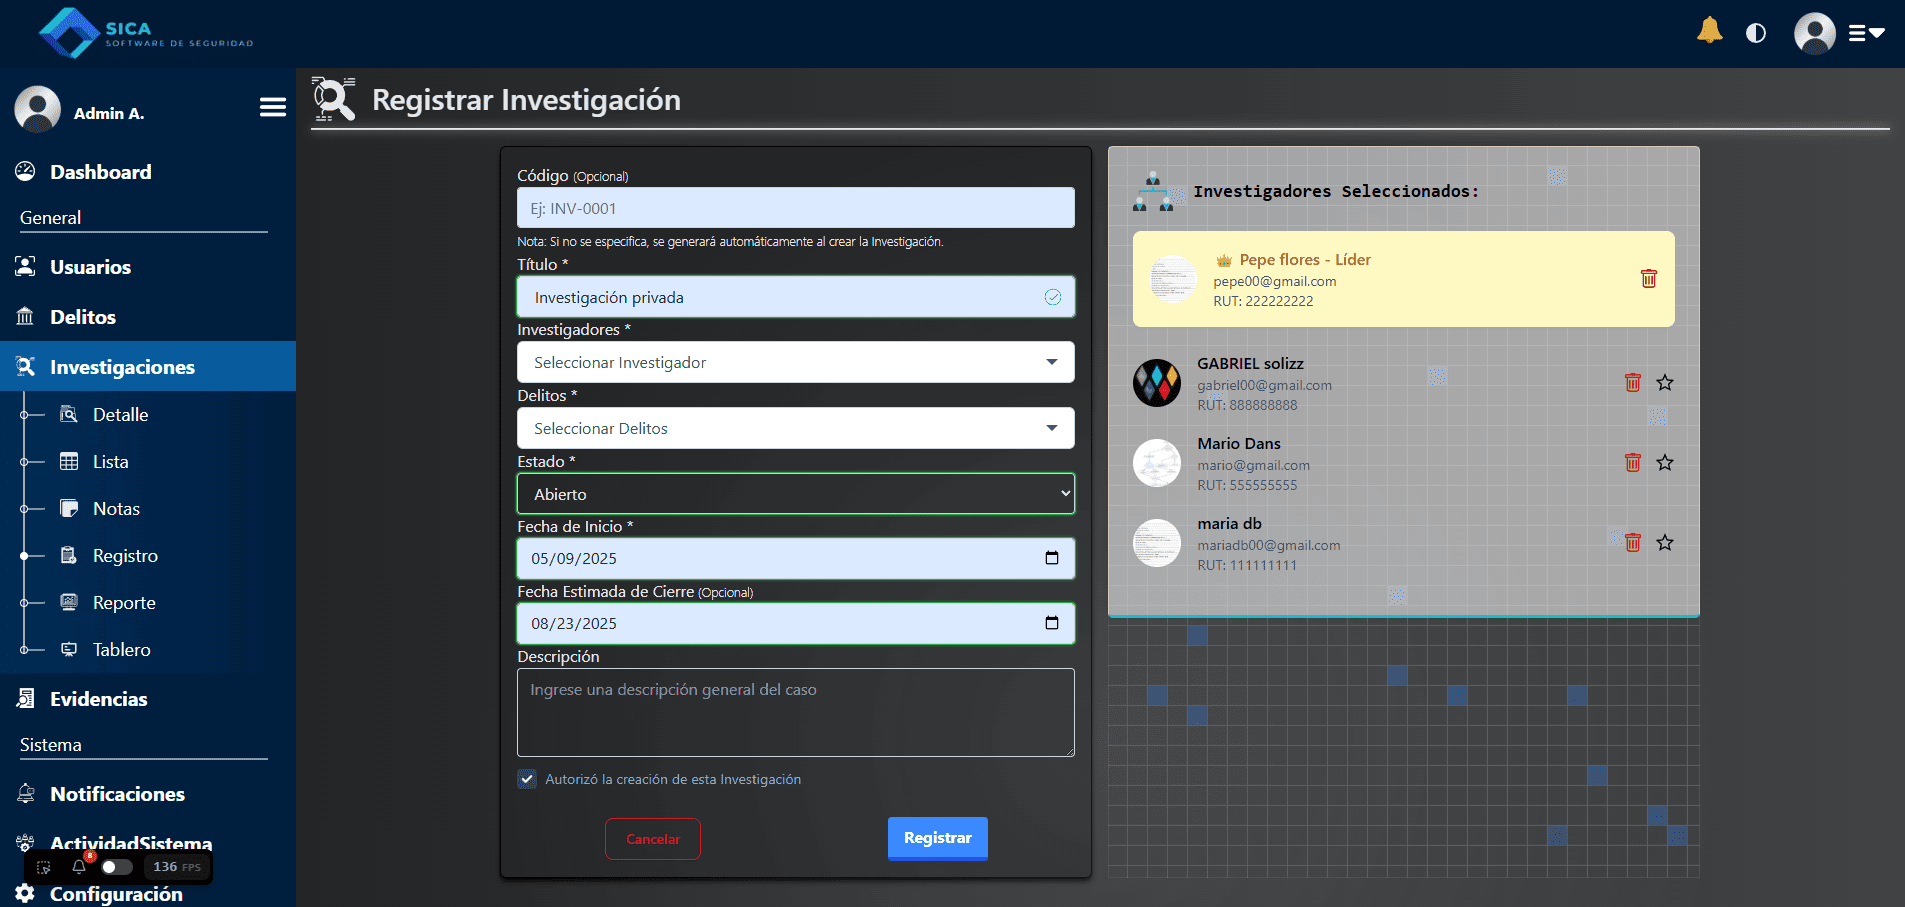 SICA
SOFTWARE DE SEGURIDAD
Admin A.
Dashboard
General
Usuarios
Delitos
Investigaciones
Detalle
Lista
Notas
Registro
Reporte
Tablero
Evidencias
Sistema
Notificaciones
ActividadSistema
8
136 FPS
Configuración
Registrar Investigación
Código (Opcional)
Ej: INV-0001
Nota: Si no se especifica, se generará automáticamente al crear la Investigación.
Título *
Investigación privada
Investigadores *
Seleccionar Investigador
Delitos *
Seleccionar Delitos
Estado *
Abierto
Fecha de Inicio *
05/09/2025
Fecha Estimada de Cierre (Opcional)
08/23/2025
Descripción
Ingrese una descripción general del caso
Autorizó la creación de esta Investigación
Cancelar
Registrar
Investigadores Seleccionados:
Pepe flores - Líder
pepe00@gmail.com
RUT: 222222222
GABRIEL solizz
gabriel00@gmail.com
RUT: 888888888
Mario Dans
mario@gmail.com
RUT: 555555555
maria db
mariadb00@gmail.com
RUT: 111111111